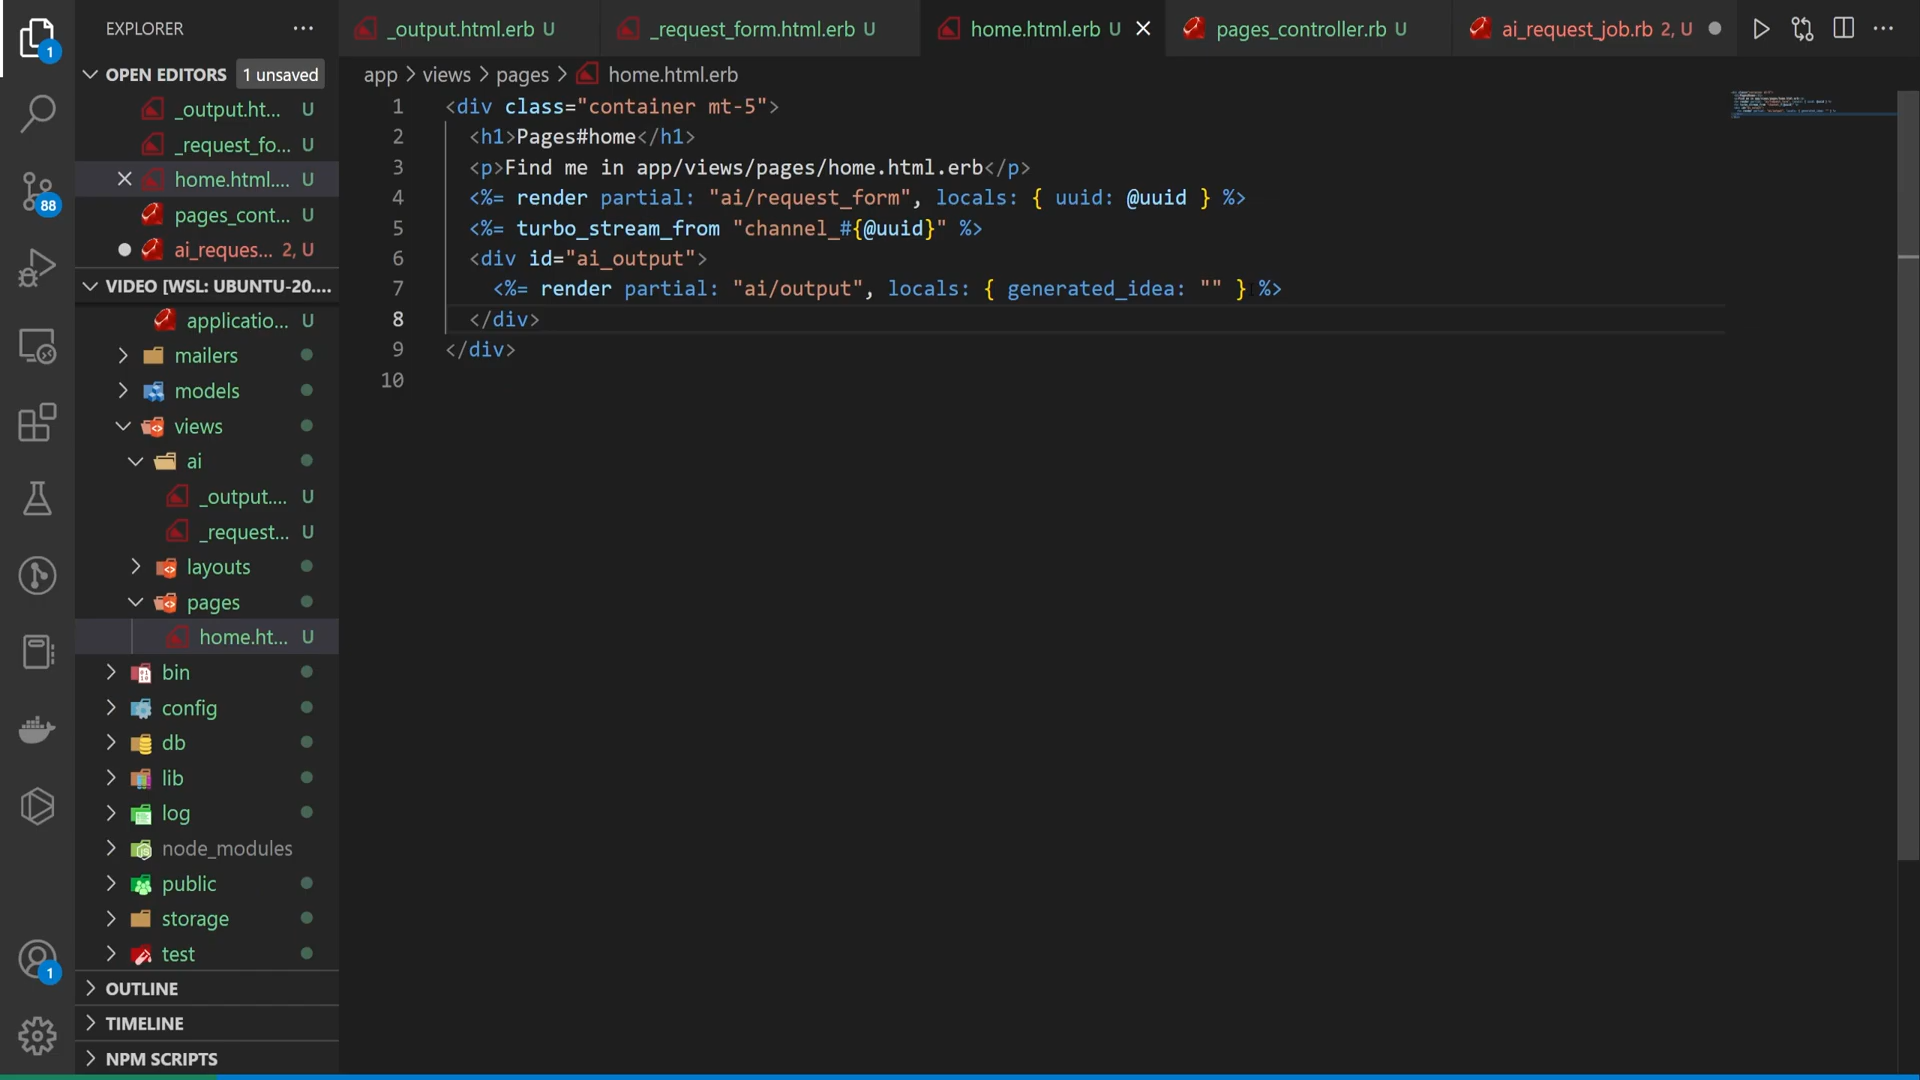 EXPLORER
1
OPEN EDITORS 1 unsaved
_output.ht... U
_request_fo... U
home.html.... U
pages_cont... U
ai_reques... 2, U
88
VIDEO [WSL: UBUNTU-20....
applicatio... U
mailers
models
views
ai
_output.... U
_request... U
layouts
pages
home.ht... U
bin
config
db
lib
log
node_modules
public
storage
test
1
OUTLINE
TIMELINE
NPM SCRIPTS
_output.html.erb U
_request_form.html.erb U
home.html.erb U
pages_controller.rb U
ai_request_job.rb 2, U
app > views > pages > home.html.erb
1 <div class="container mt-5">
2 <h1>Pages#home</h1>
3 <p>Find me in app/views/pages/home.html.erb</p>
4 <%= render partial: "ai/request_form", locals: { uuid: @uuid } %>
5 <%= turbo_stream_from "channel_#{@uuid}" %>
6 <div id="ai_output">
7 <%= render partial: "ai/output", locals: { generated_idea: "" } %>
8 </div>
9 </div>
10